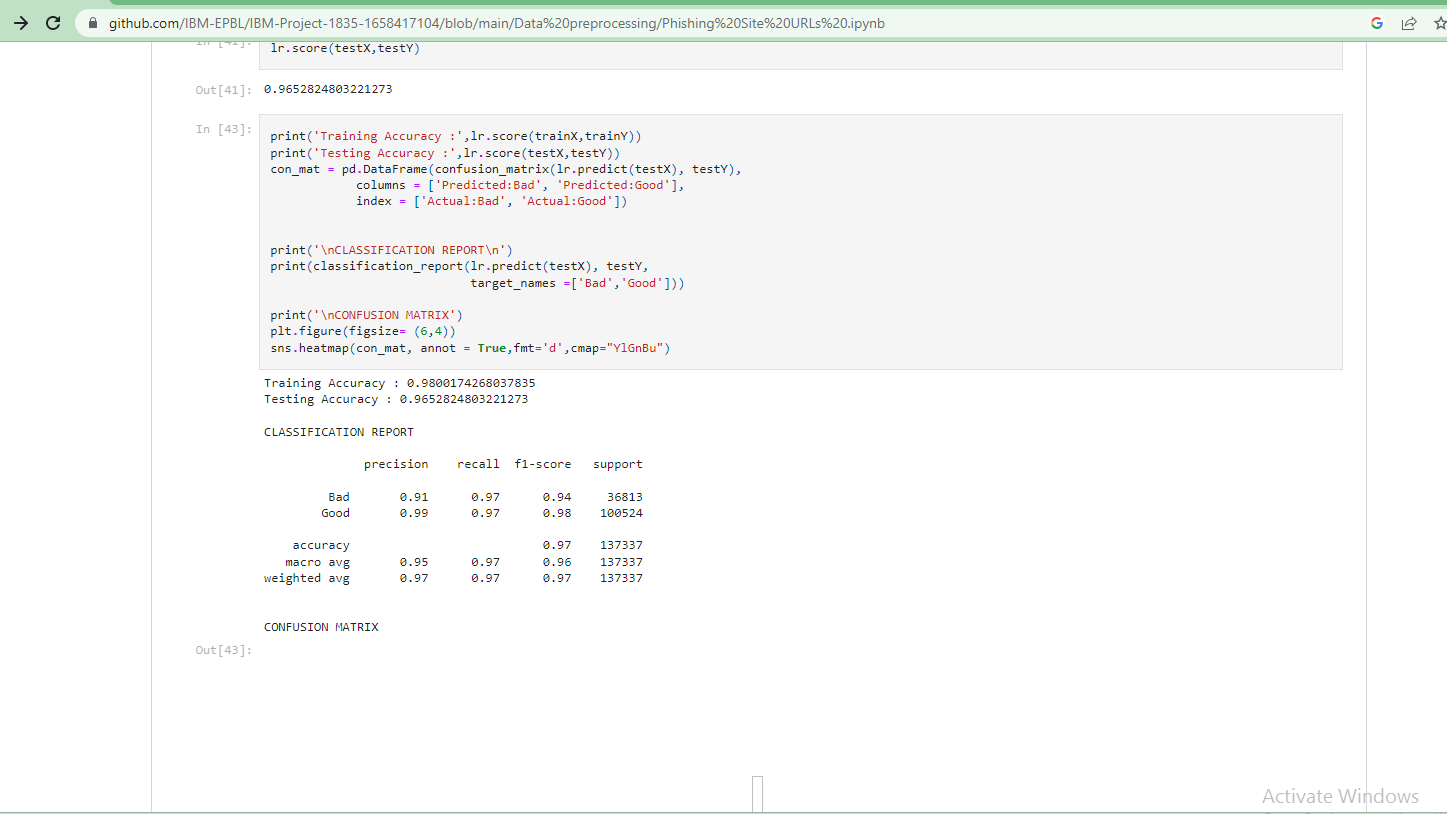 github.com/IBM-EPBL/IBM-Project-1835-1658417104/blob/main/Data%20preprocessing/Phishing%20Site%20URLs%20.ipynb
In [41]:
lr.score(testX,testY)
Out[41]: 0.9652824803221273
In [43]:
print('Training Accuracy :',lr.score(trainX,trainY))
print('Testing Accuracy :',lr.score(testX,testY))
con_mat = pd.DataFrame(confusion_matrix(lr.predict(testX), testY),
            columns = ['Predicted:Bad', 'Predicted:Good'],
            index = ['Actual:Bad', 'Actual:Good'])
print('\nCLASSIFICATION REPORT\n')
print(classification_report(lr.predict(testX), testY,
                            target_names =['Bad','Good']))
print('\nCONFUSION MATRIX')
plt.figure(figsize= (6,4))
sns.heatmap(con_mat, annot = True,fmt='d',cmap="YlGnBu")
Training Accuracy : 0.9800174268037835
Testing Accuracy : 0.9652824803221273
CLASSIFICATION REPORT
precision recall f1-score support
Bad 0.91 0.97 0.94 36813
Good 0.99 0.97 0.98 100524
accuracy 0.97 137337
macro avg 0.95 0.97 0.96 137337
weighted avg 0.97 0.97 0.97 137337
CONFUSION MATRIX
Out[43]:
Activate Windows